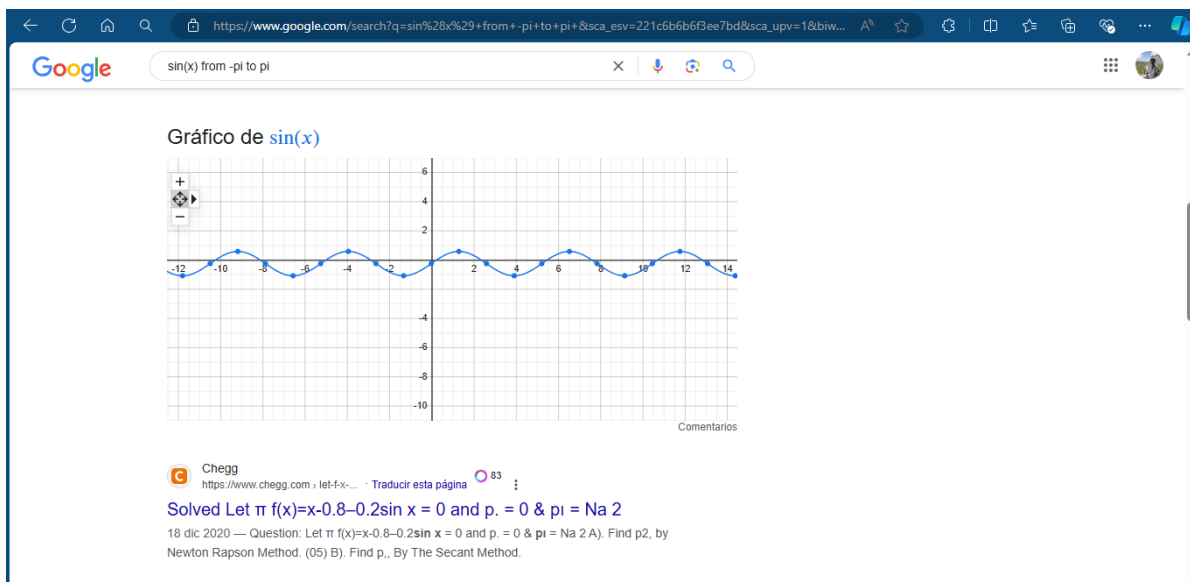 https://www.google.com/search?q=sin%28x%29+from+-pi+to+pi+&sca_esv=221c6b6b6f3ee7bd&sca_upv=1&biw...
Google
sin(x) from -pi to pi
Gráfico de sin(x)
+
−
6
4
2
-12 -10 -8 -6 -4 -2 2 4 6 8 10 12 14
-4
-6
-8
-10
Comentarios
Chegg
https://www.chegg.com › let-f-x-... · Traducir esta página 83
Solved Let π f(x)=x-0.8–0.2sin x = 0 and p. = 0 & pı = Na 2
18 dic 2020 — Question: Let π f(x)=x-0.8–0.2sin x = 0 and p. = 0 & pı = Na 2 A). Find p2, by
Newton Rapson Method. (05) B). Find p,, By The Secant Method.